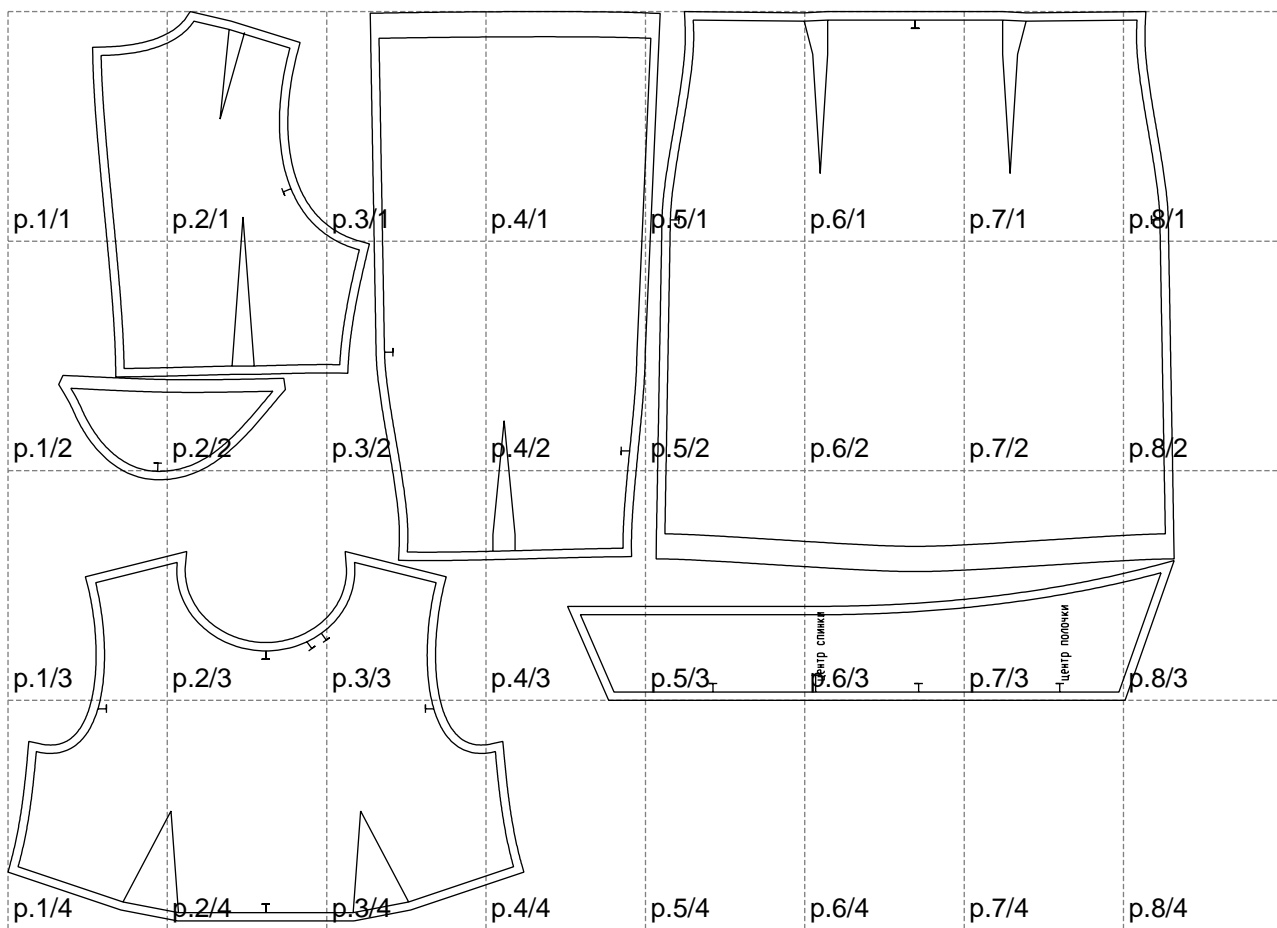 p.1/1 p.2/1 p.3/1 p.4/1 p.5/1 p.6/1 p.7/1 p.8/1
p.1/2 p.2/2 p.3/2 p.4/2 p.5/2 p.6/2 p.7/2 p.8/2
центр спинки
центр полочки
p.1/3 p.2/3 p.3/3 p.4/3 p.5/3 p.6/3 p.7/3 p.8/3
p.1/4 p.2/4 p.3/4 p.4/4 p.5/4 p.6/4 p.7/4 p.8/4